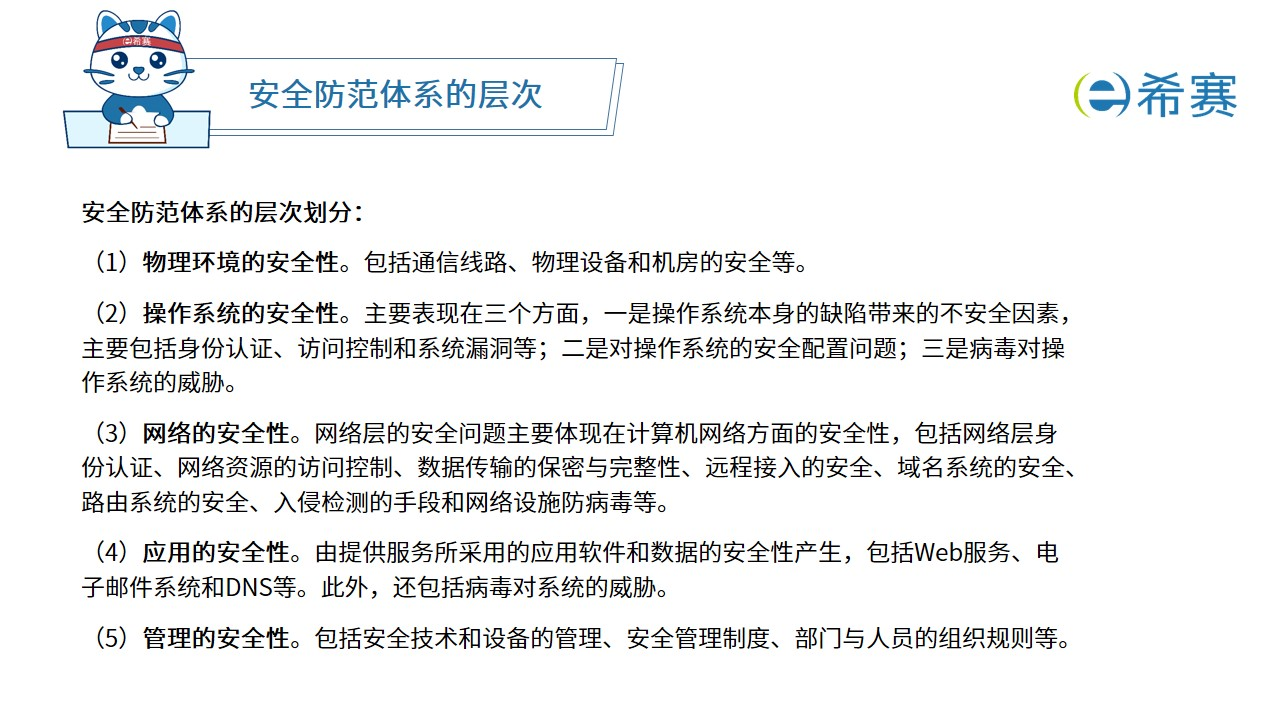 希赛
安全防范体系的层次
希赛
安全防范体系的层次划分：
（1）物理环境的安全性。包括通信线路、物理设备和机房的安全等。
（2）操作系统的安全性。主要表现在三个方面，一是操作系统本身的缺陷带来的不安全因素，
主要包括身份认证、访问控制和系统漏洞等；二是对操作系统的安全配置问题；三是病毒对操
作系统的威胁。
（3）网络的安全性。网络层的安全问题主要体现在计算机网络方面的安全性，包括网络层身
份认证、网络资源的访问控制、数据传输的保密与完整性、远程接入的安全、域名系统的安全、
路由系统的安全、入侵检测的手段和网络设施防病毒等。
（4）应用的安全性。由提供服务所采用的应用软件和数据的安全性产生，包括Web服务、电
子邮件系统和DNS等。此外，还包括病毒对系统的威胁。
（5）管理的安全性。包括安全技术和设备的管理、安全管理制度、部门与人员的组织规则等。